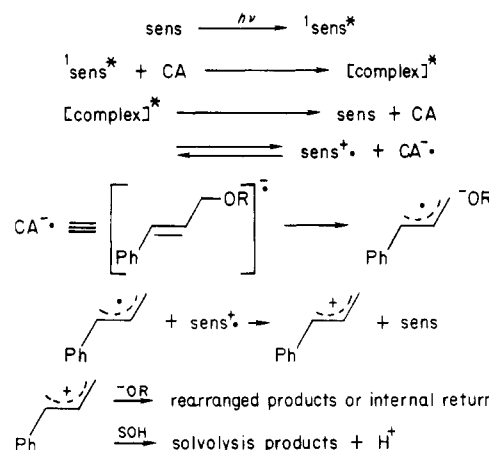 sens hν ¹sens*
¹sens* + CA [complex]*
[complex]* sens + CA
sens⁺• + CA⁻•
CA⁻• ≡ [Ph OR]⁻• Ph • ⁻OR
Ph • + sens⁺• → Ph + + sens
Ph + ⁻OR rearranged products or internal return
SOH solvolysis products + H⁺